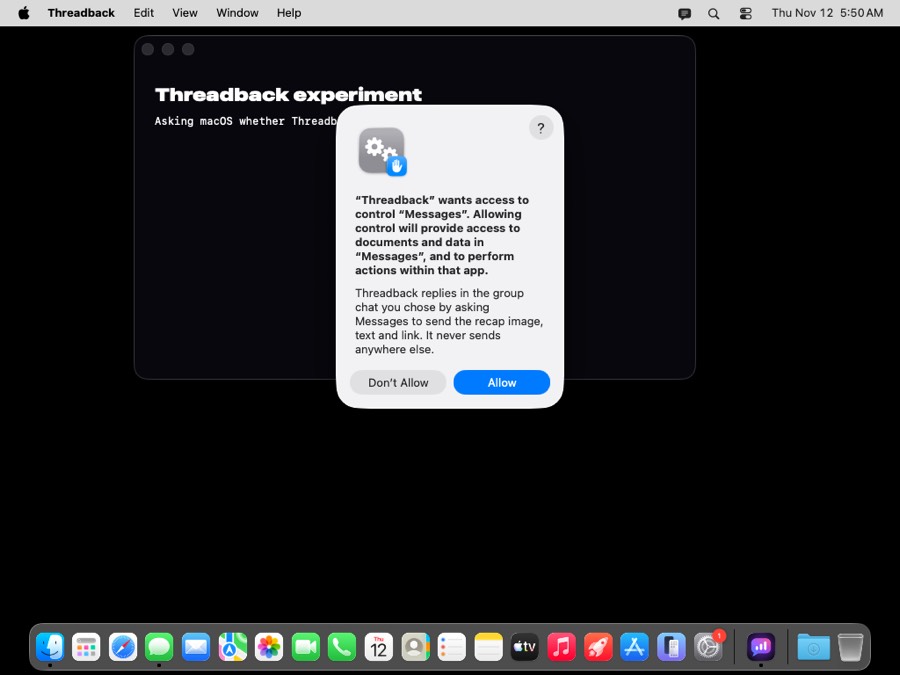 Threadback Edit View Window Help Thu Nov 12 5:50 AM
Threadback experiment
Asking macOS whether Threadb
?
“Threadback” wants access to
control “Messages”. Allowing
control will provide access to
documents and data in
“Messages”, and to perform
actions within that app.
Threadback replies in the group
chat you chose by asking
Messages to send the recap image,
text and link. It never sends
anywhere else.
Don’t Allow Allow
Thu
12
tv
1